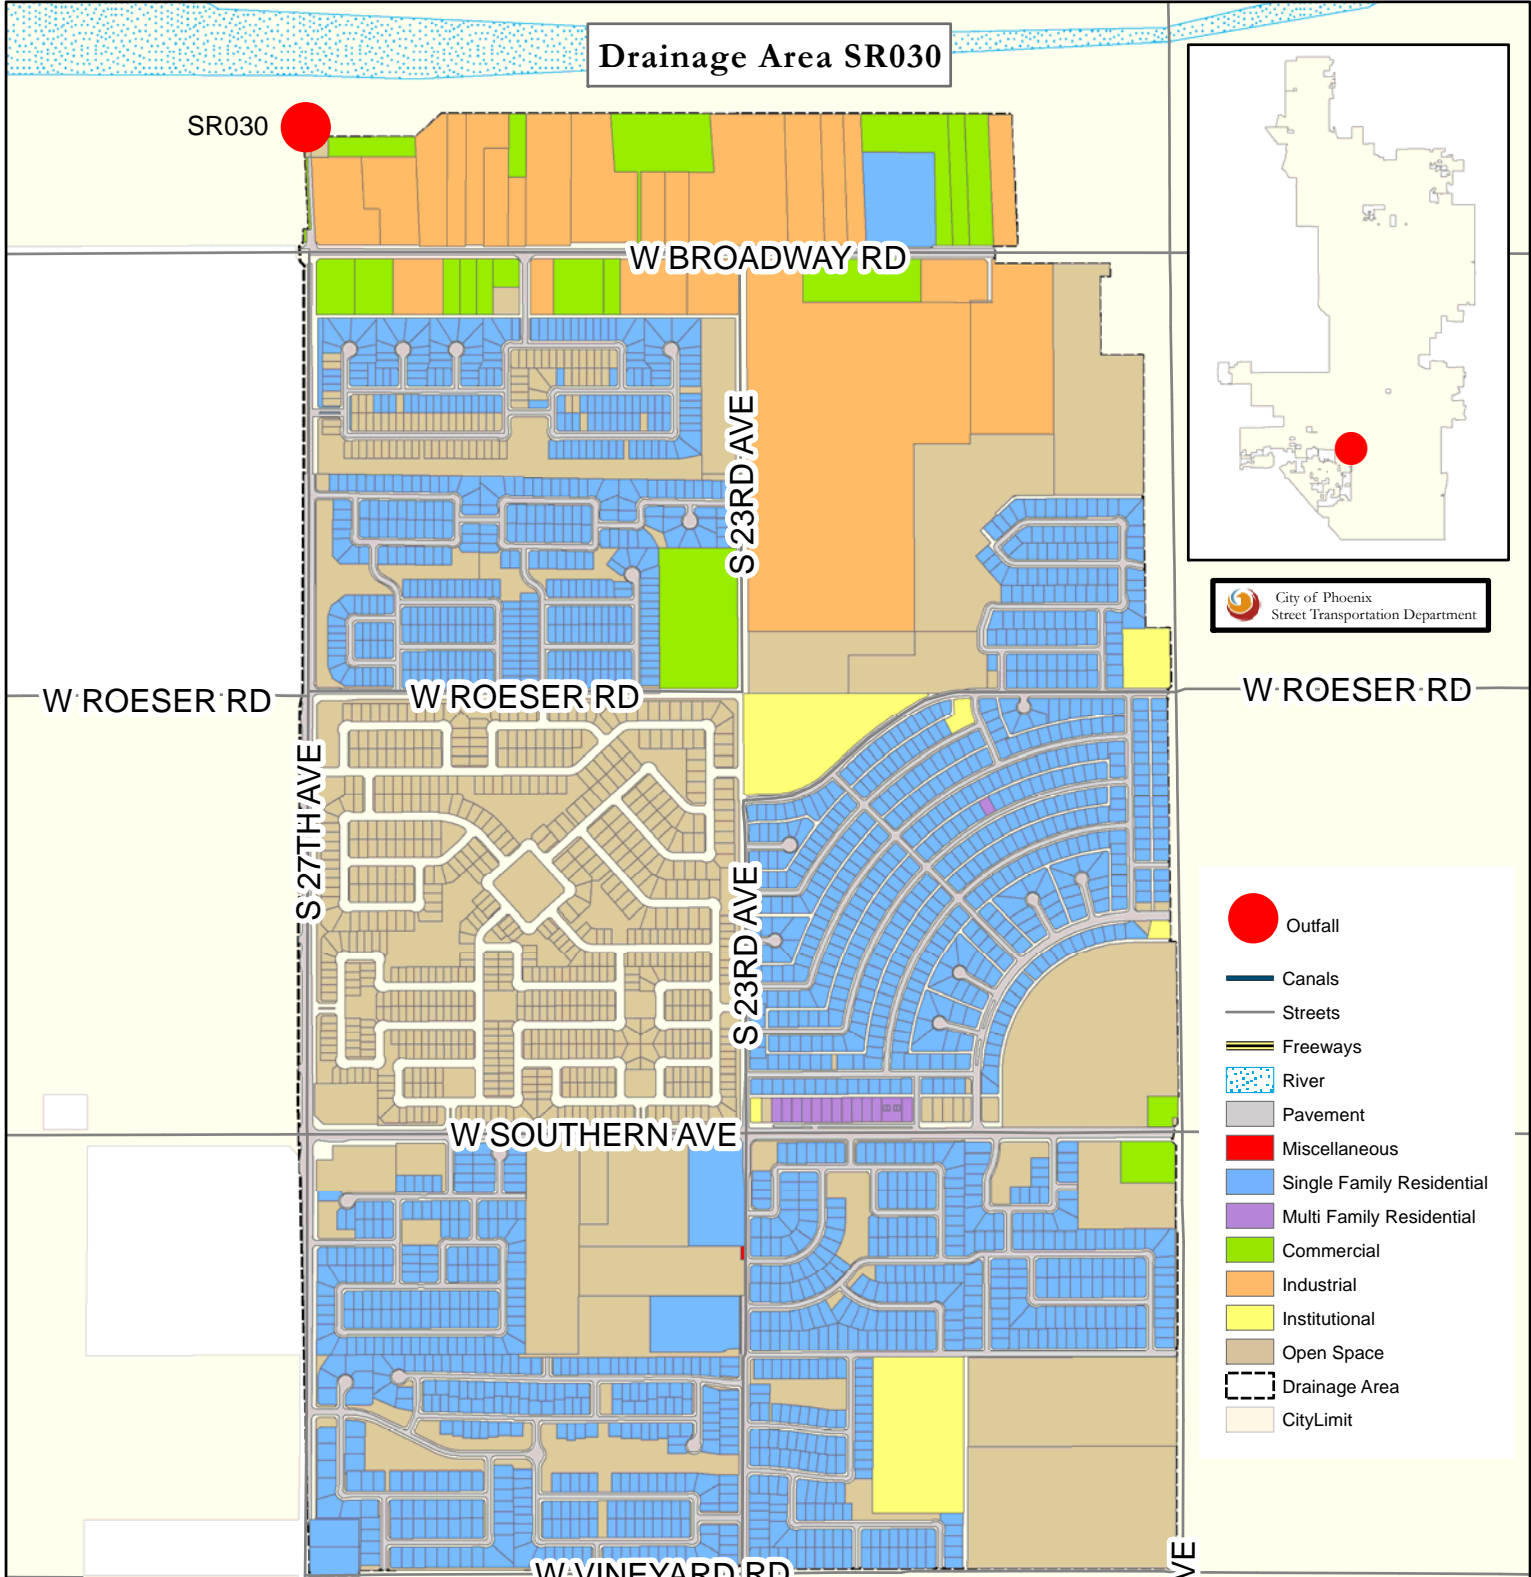 Drainage Area SR030
SR030
W BROADWAY RD
S 23RD AVE
City of Phoenix
Street Transportation Department
W ROESER RD
W ROESER RD
W ROESER RD
S 27TH AVE
S 23RD AVE
Outfall
Canals
Streets
Freeways
River
Pavement
Miscellaneous
Single Family Residential
Multi Family Residential
Commercial
Industrial
Institutional
Open Space
Drainage Area
CityLimit
W SOUTHERN AVE
W VINEYARD RD
VE